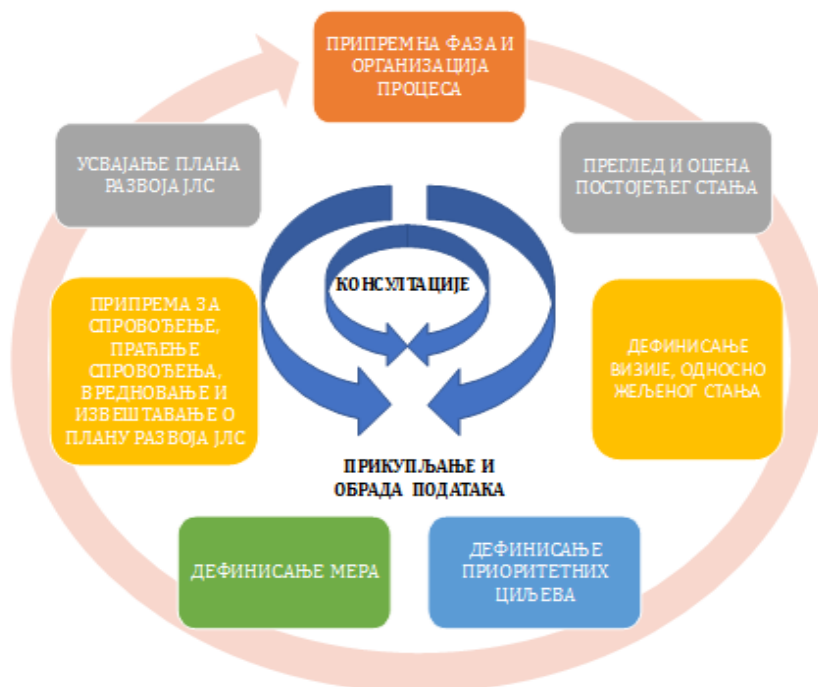 ПРИПРЕМНА ФАЗА И
ОРГАНИЗАЦИЈА
ПРОЦЕСА
ПРЕГЛЕД И ОЦЕНА
ПОСТОЈЕЋЕГ СТАЊА
ДЕФИНИСАЊЕ
ВИЗИЈЕ, ОДНОСНО
ЖЕЉЕНОГ СТАЊА
ДЕФИНИСАЊЕ
ПРИОРИТЕТНИХ
ЦИЉЕВА
ДЕФИНИСАЊЕ МЕРА
ПРИПРЕМА ЗА
СПРОВОЂЕЊЕ,
ПРАЋЕЊЕ
СПРОВОЂЕЊА,
ВРЕДНОВАЊЕ И
ИЗВЕШТАВАЊЕ О
ПЛАНУ РАЗВОЈА ЈЛС
УСВАЈАЊЕ ПЛАНА
РАЗВОЈА ЈЛС
КОНСУЛТАЦИЈЕ
ПРИКУПЉАЊЕ И
ОБРАДА ПОДАТАКА